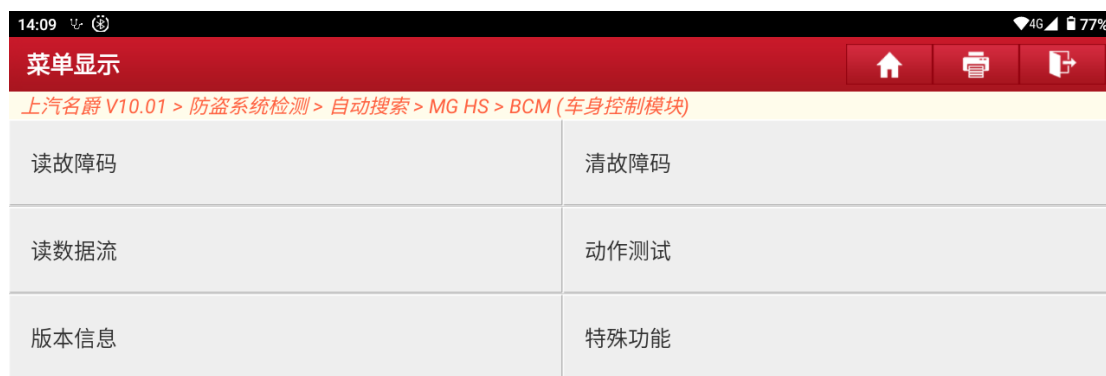 14:09 4G 77%
菜单显示
上汽名爵 V10.01 > 防盗系统检测 > 自动搜索 > MG HS > BCM (车身控制模块)
读故障码 清故障码
读数据流 动作测试
版本信息 特殊功能